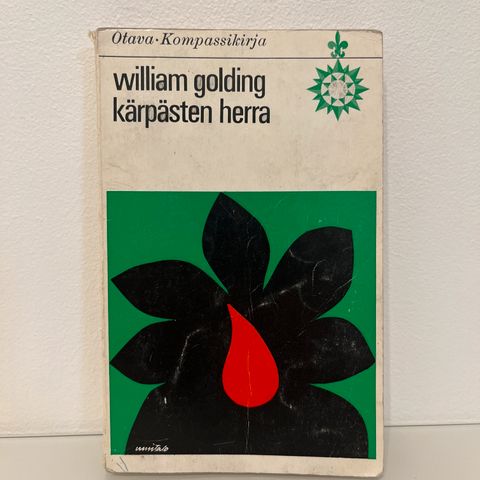 Otava · Kompassikirja
william golding
kärpästen herra